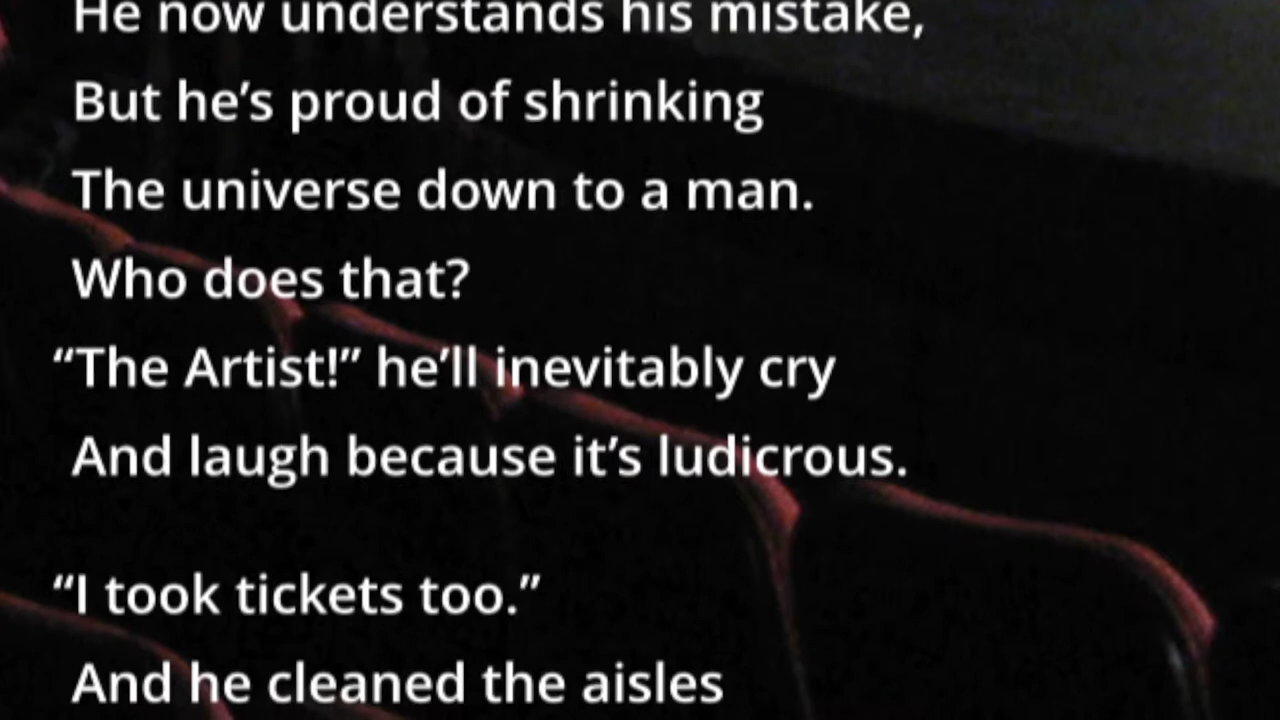 He now understands his mistake,
But he’s proud of shrinking
The universe down to a man.
Who does that?
“The Artist!” he’ll inevitably cry
And laugh because it’s ludicrous.
“I took tickets too.”
And he cleaned the aisles